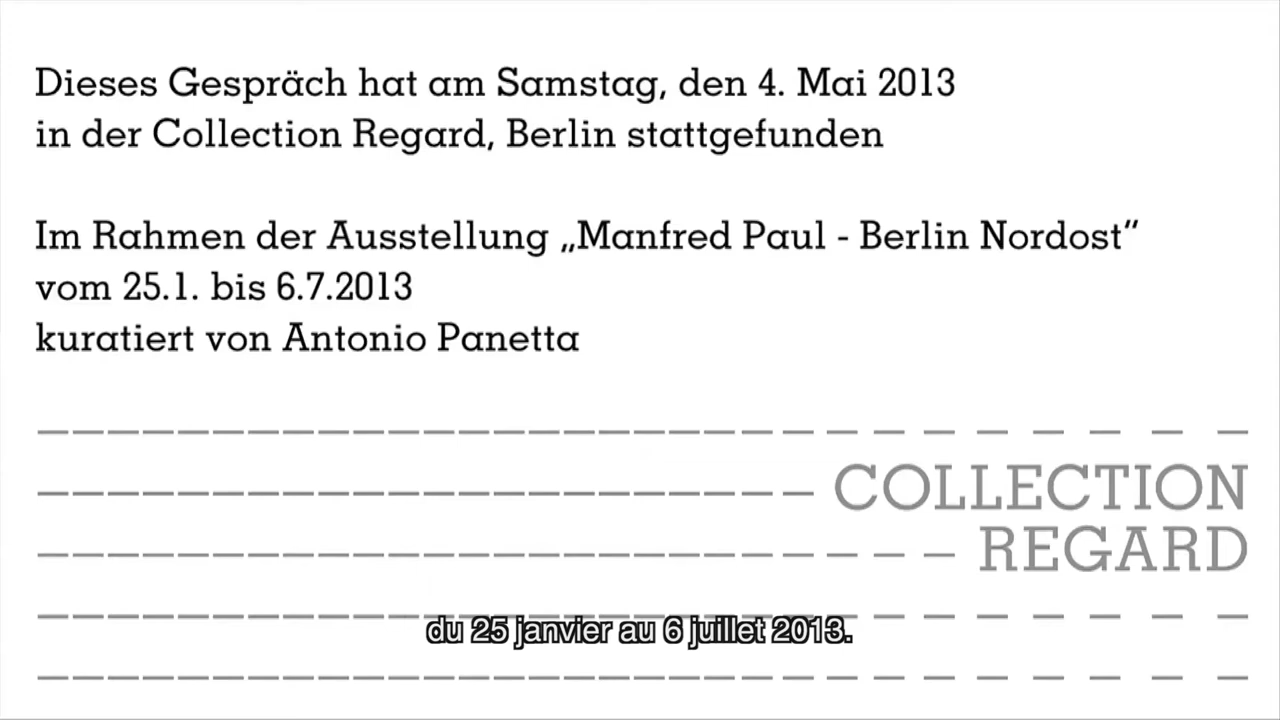 Dieses Gespräch hat am Samstag, den 4. Mai 2013
in der Collection Regard, Berlin stattgefunden
Im Rahmen der Ausstellung „Manfred Paul - Berlin Nordost“
vom 25.1. bis 6.7.2013
kuratiert von Antonio Panetta
COLLECTION
REGARD
du 25 janvier au 6 juillet 2013.